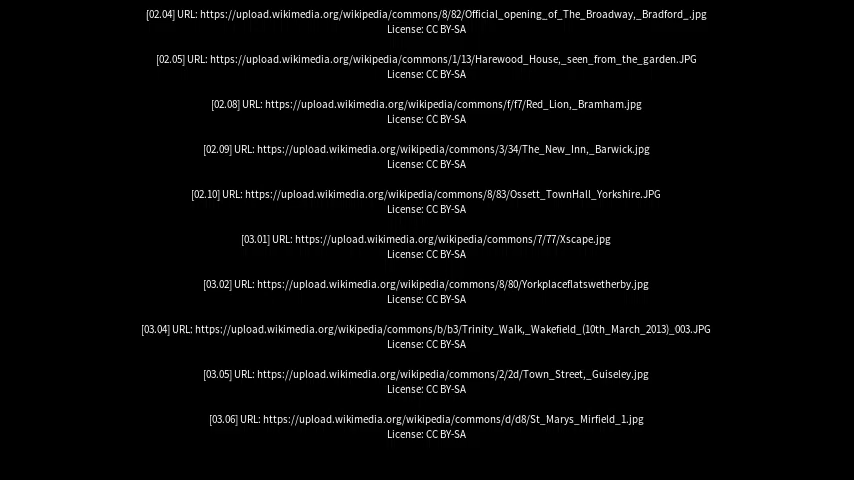 [02.04] URL: https://upload.wikimedia.org/wikipedia/commons/8/82/Official_opening_of_The_Broadway,_Bradford_.jpg
License: CC BY-SA
[02.05] URL: https://upload.wikimedia.org/wikipedia/commons/1/13/Harewood_House,_seen_from_the_garden.JPG
License: CC BY-SA
[02.08] URL: https://upload.wikimedia.org/wikipedia/commons/f/f7/Red_Lion,_Bramham.jpg
License: CC BY-SA
[02.09] URL: https://upload.wikimedia.org/wikipedia/commons/3/34/The_New_Inn,_Barwick.jpg
License: CC BY-SA
[02.10] URL: https://upload.wikimedia.org/wikipedia/commons/8/83/Ossett_TownHall_Yorkshire.JPG
License: CC BY-SA
[03.01] URL: https://upload.wikimedia.org/wikipedia/commons/7/77/Xscape.jpg
License: CC BY-SA
[03.02] URL: https://upload.wikimedia.org/wikipedia/commons/8/80/Yorkplaceflatswetherby.jpg
License: CC BY-SA
[03.04] URL: https://upload.wikimedia.org/wikipedia/commons/b/b3/Trinity_Walk,_Wakefield_(10th_March_2013)_003.JPG
License: CC BY-SA
[03.05] URL: https://upload.wikimedia.org/wikipedia/commons/2/2d/Town_Street,_Guiseley.jpg
License: CC BY-SA
[03.06] URL: https://upload.wikimedia.org/wikipedia/commons/d/d8/St_Marys_Mirfield_1.jpg
License: CC BY-SA